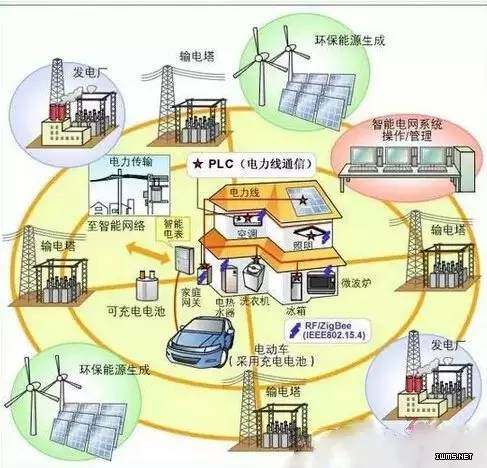 环保能源生成
输电塔
发电厂
智能电网系统
操作/管理
★ PLC（电力线通信）
电力传输
电力线
至智能网络
智能
电表
空调
照明
输电塔
输电塔
可充电电池
家庭
网关
电热
水器
洗衣机
冰箱
微波炉
RF/ZigBee
(IEEE802.15.4)
电动车
（采用充电电池）
发电厂
环保能源生成
输电塔
IWMS.NET